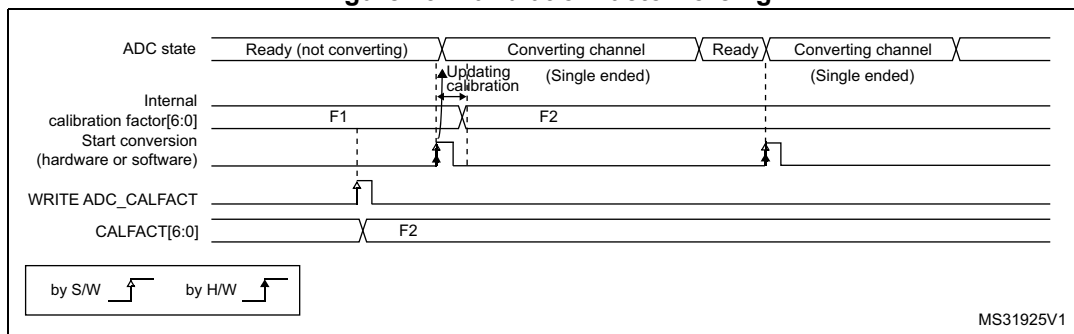 ADC state Ready (not converting) Converting channel Ready Converting channel
(Single ended) (Single ended)
Updating
calibration
Internal
calibration factor[6:0] F1 F2
Start conversion
(hardware or software)
WRITE ADC_CALFACT
CALFACT[6:0] F2
by S/W by H/W
MS31925V1